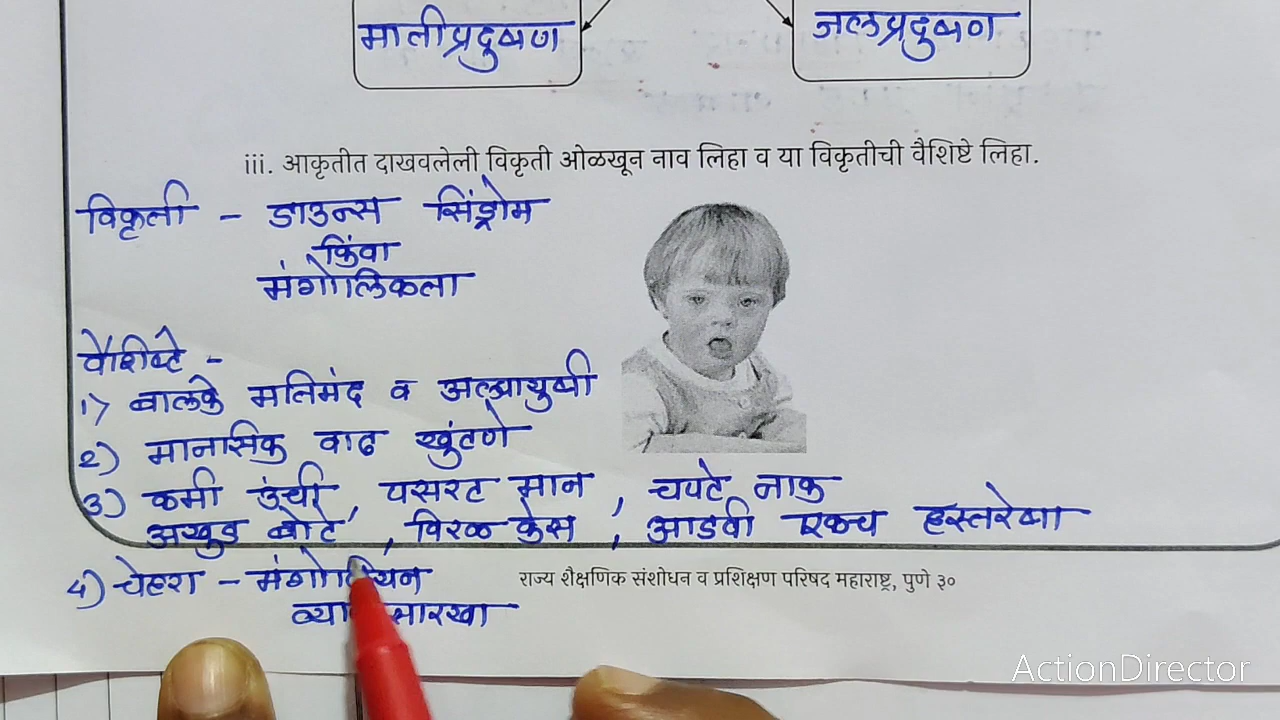 मातीप्रदुषण
जलप्रदुषण
iii. आकृतीत दाखवलेली विकृती ओळखून नाव लिहा व या विकृतीची वैशिष्टे लिहा.
विकृती - डाउन्स सिंड्रोम
किंवा
मंगोलिकता
वैशिष्टे -
1) बालके मतिमंद व अल्पायुषी
2) मानसिक वाढ खुंटणे
3) कमी उंची, पसरट मान, चपटे नाक
अखुड बोटे, विरळ केस, आडवी एकच हस्तरेषा
4) चेहरा -
राज्य शैक्षणिक संशोधन व प्रशिक्षण परिषद महाराष्ट्र, पुणे ३०
सारखा
ActionDirector